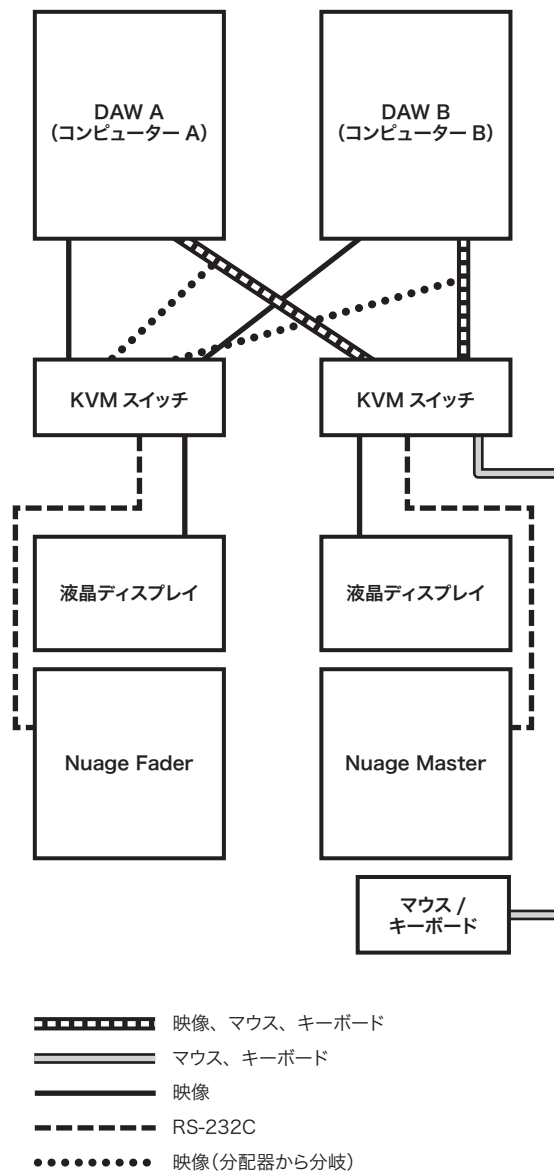 DAW A
（コンピューター A）
DAW B
（コンピューター B）
KVM スイッチ
KVM スイッチ
液晶ディスプレイ
液晶ディスプレイ
Nuage Fader
Nuage Master
マウス /
キーボード
映像、マウス、キーボード
マウス、キーボード
映像
RS-232C
映像（分配器から分岐）